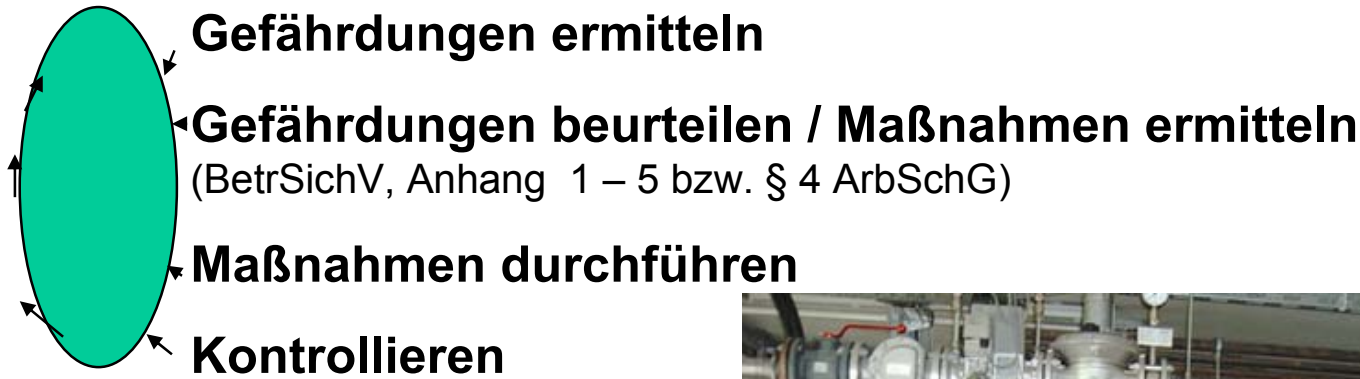 Gefährdungen ermitteln
Gefährdungen beurteilen / Maßnahmen ermitteln
(BetrSichV, Anhang 1 – 5 bzw. § 4 ArbSchG)
Maßnahmen durchführen
Kontrollieren